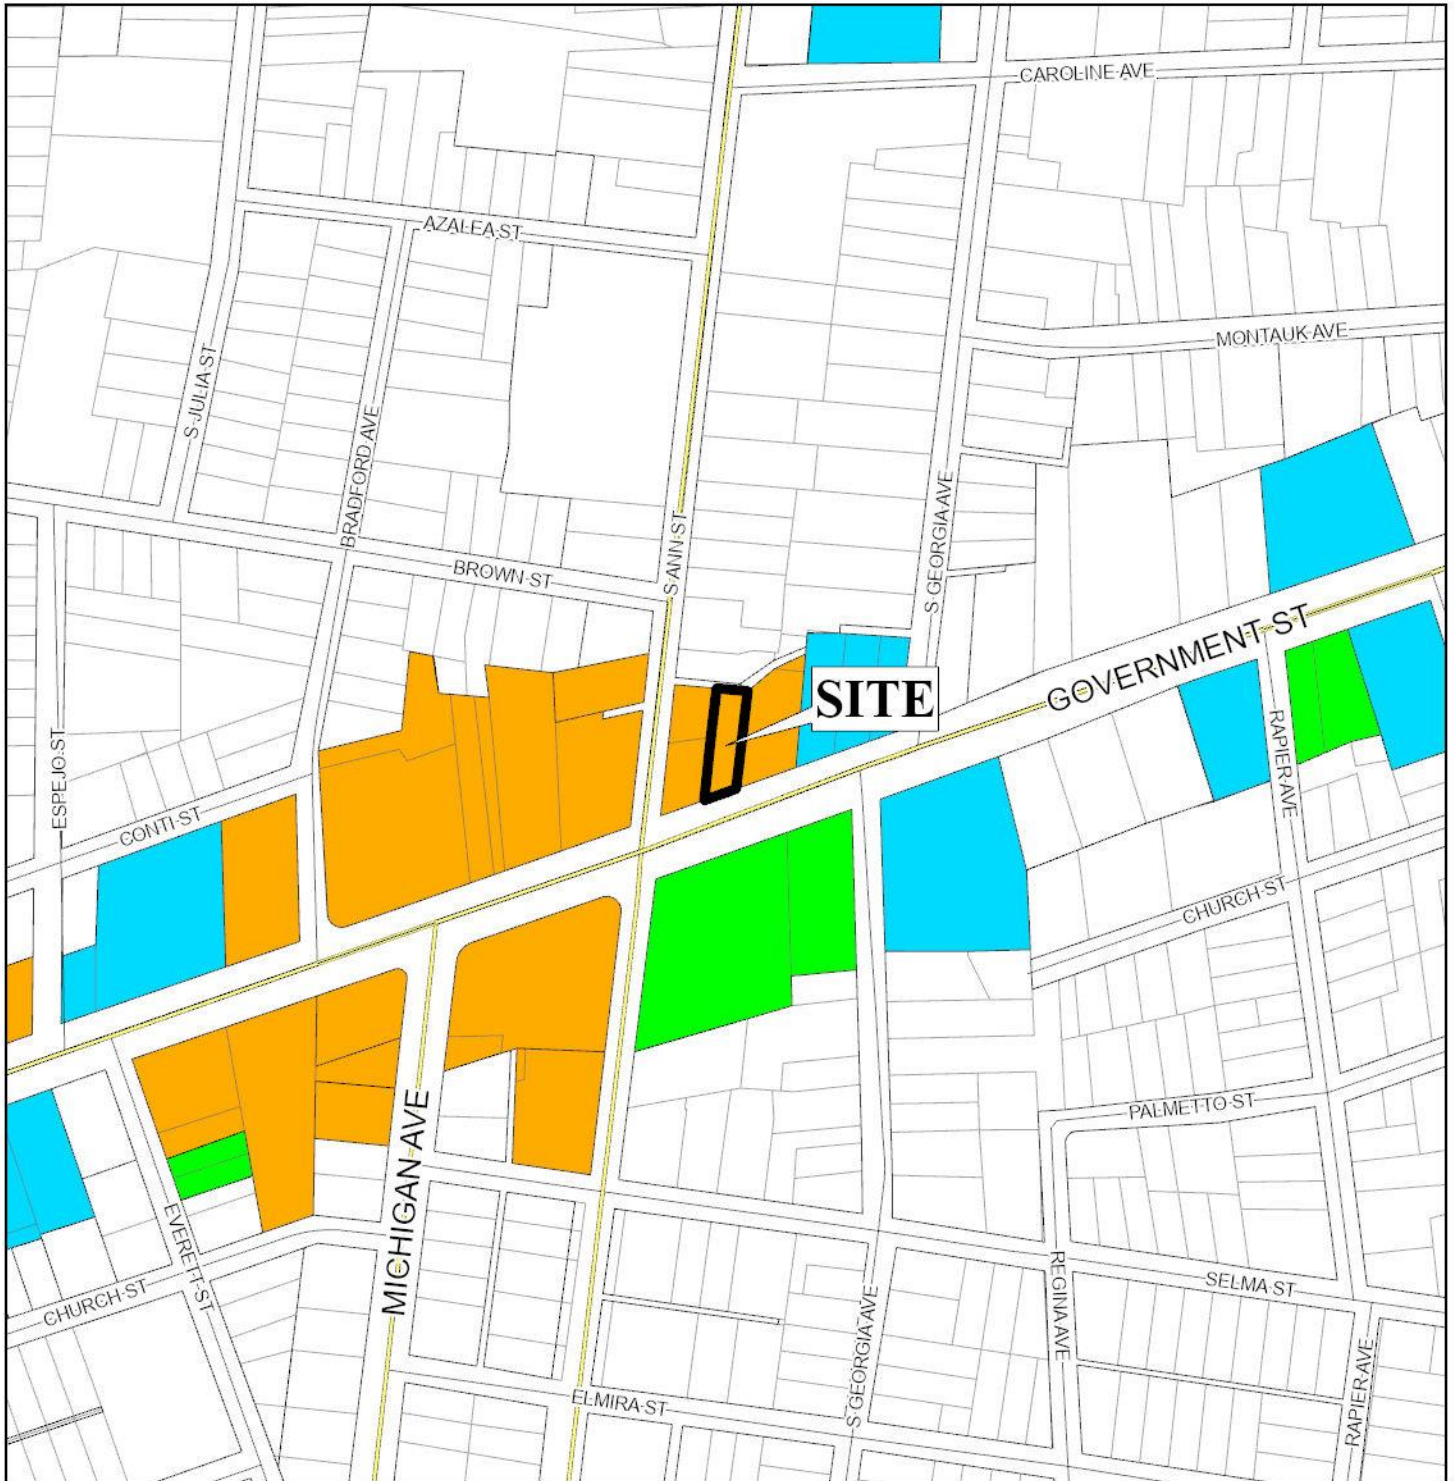 CAROLINE AVE
AZALEA ST
MONTAUK AVE
S JULIA ST
BRADFORD AVE
S ANN ST
S GEORGIA AVE
BROWN ST
GOVERNMENT ST
SITE
RAPIER AVE
ESPEJO ST
CONTI ST
CHURCH ST
PALMETTO ST
MICHIGAN AVE
EVERETT ST
CHURCH ST
REGINA AVE
SELMA ST
S GEORGIA AVE
RAPIER AVE
ELMIRA ST